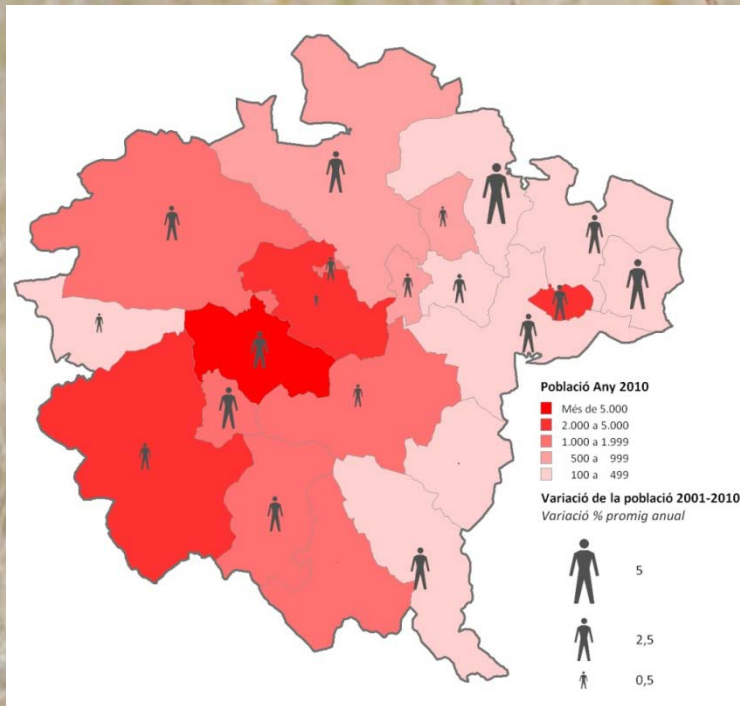 Població Any 2010
Més de 5.000
2.000 a 5.000
1.000 a 1.999
500 a 999
100 a 499
Variació de la població 2001-2010
Variació % promig anual
5
2,5
0,5